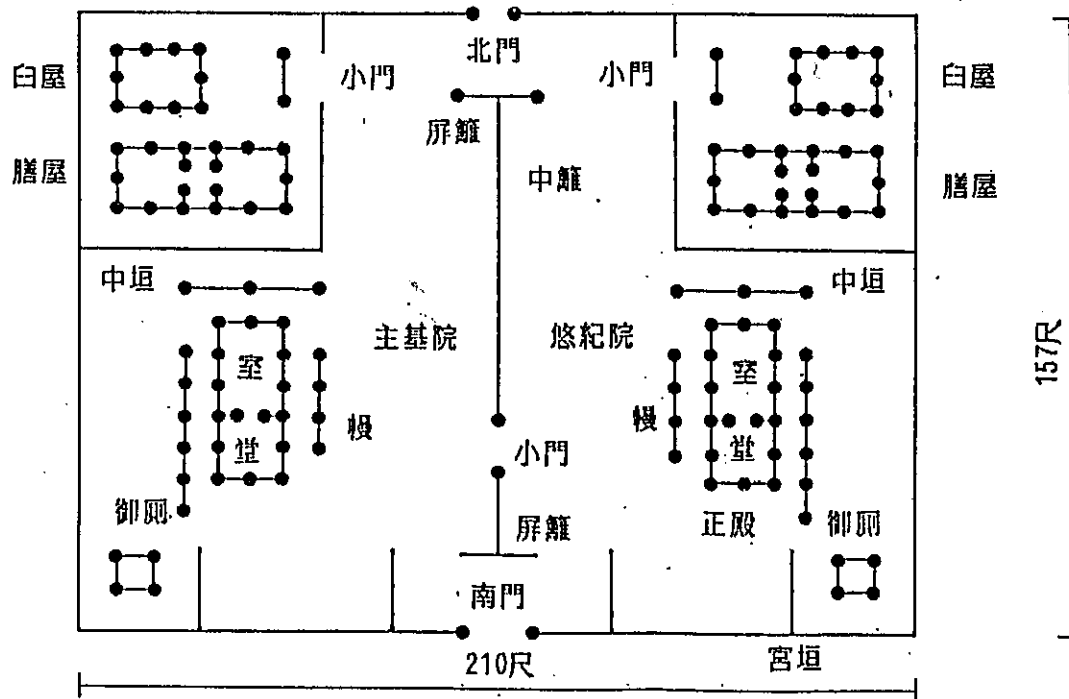 北門
臼屋
小門
小門
臼屋
屏籬
膳屋
中籬
膳屋
中垣
中垣
主基院
悠紀院
室
室
157尺
幔
幔
堂
堂
小門
御厠
屏籬
正殿
御厠
南門
210尺
宮垣